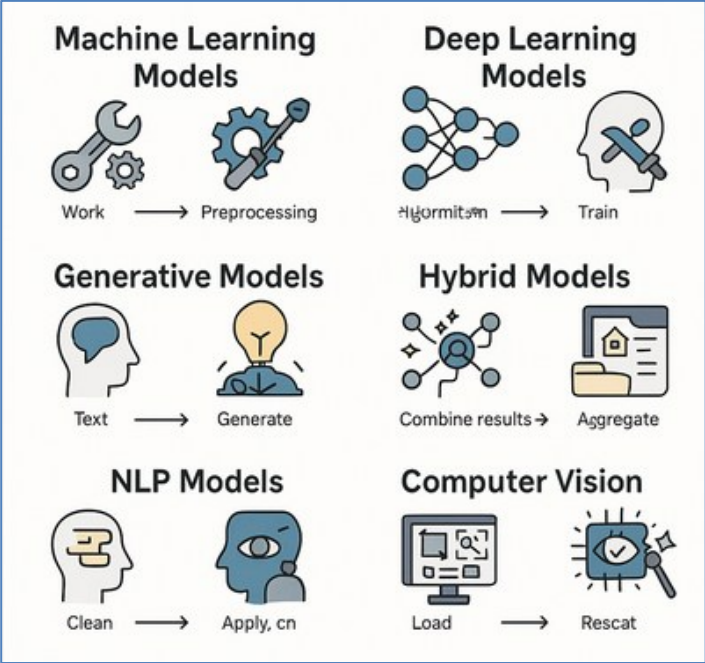 Machine Learning
Models
Deep Learning
Models
Work → Preprocessing
→ Train
Generative Models
Hybrid Models
Text → Generate
Combine results → Aggregate
NLP Models
Computer Vision
Clean → Apply, cn
Load → Rescat